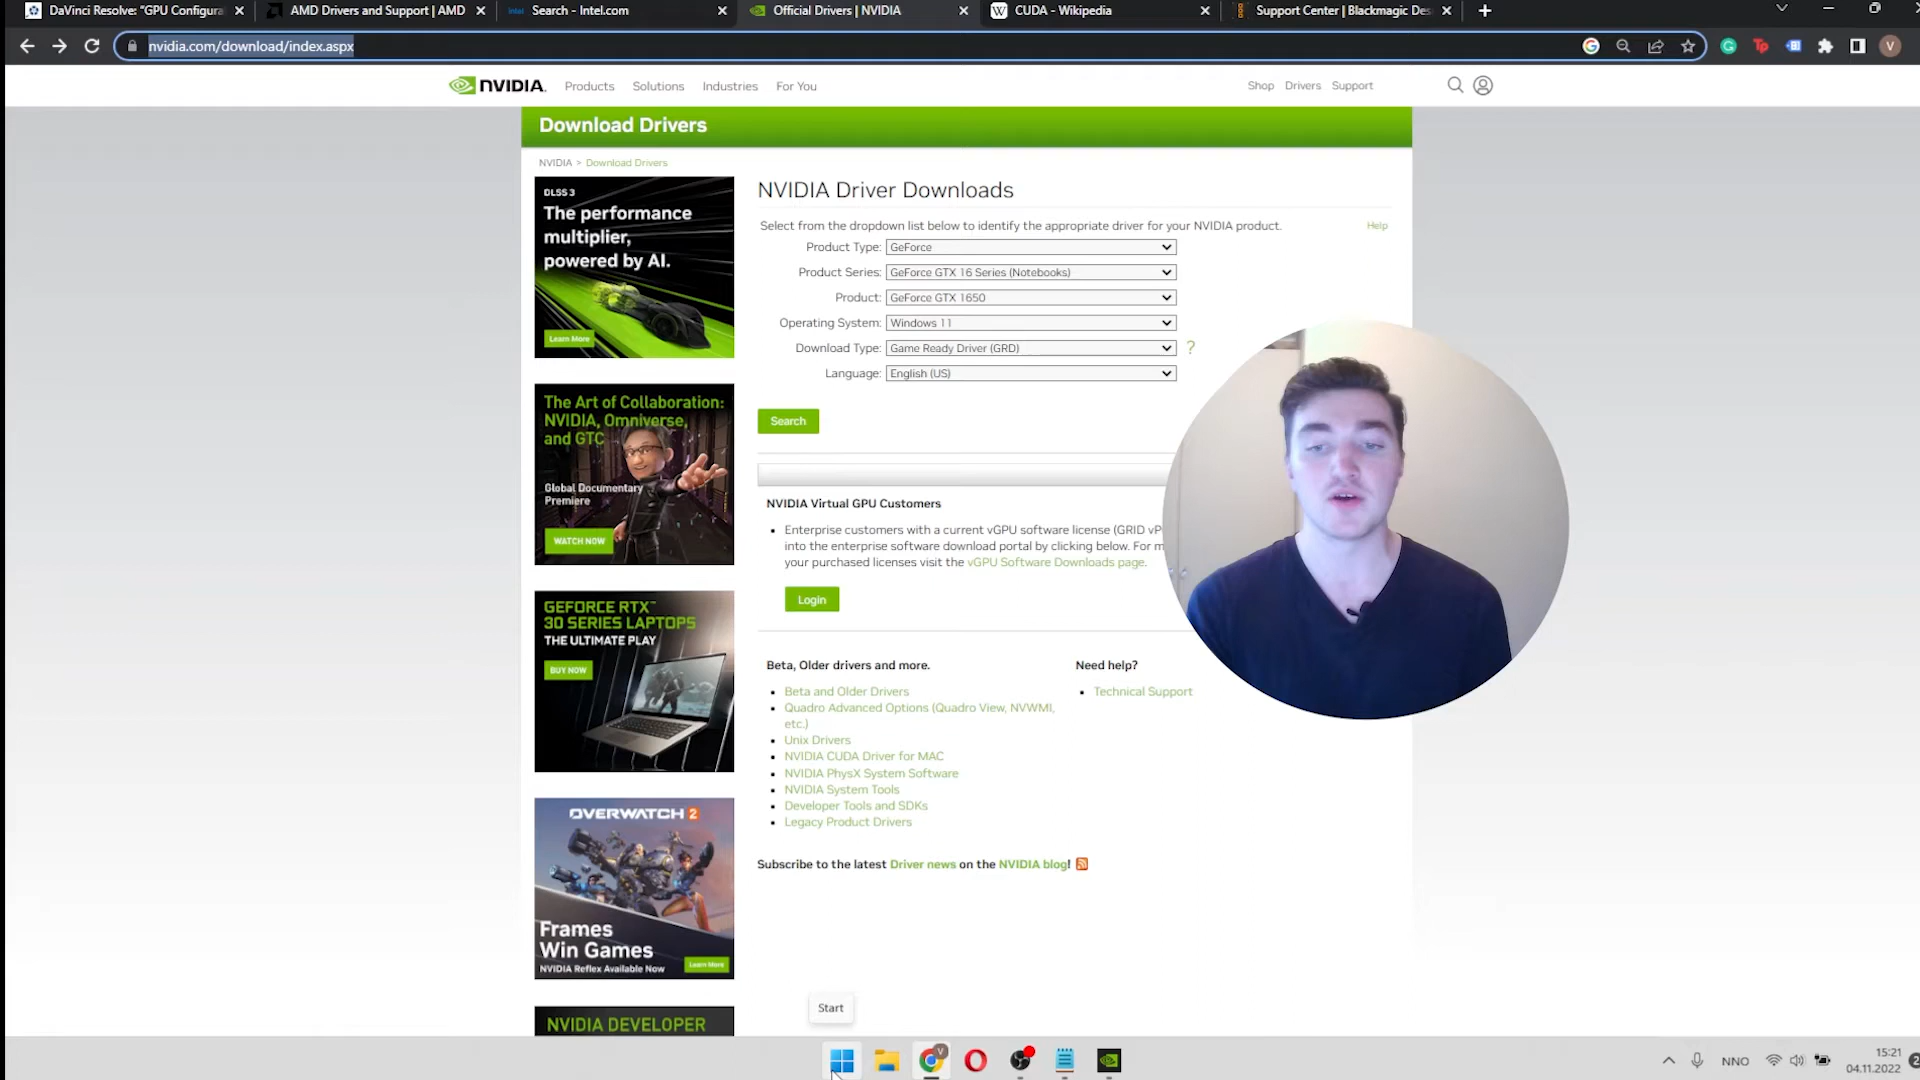 DaVinci Resolve: "GPU Configura
AMD Drivers and Support | AMD
intel Search - Intel.com
Official Drivers | NVIDIA
W CUDA - Wikipedia
Support Center | Blackmagic Des
nvidia.com/download/index.aspx
V
NVIDIA. Products Solutions Industries For You Shop Drivers Support
Download Drivers
NVIDIA > Download Drivers
DLSS 3
The performance
multiplier,
powered by AI.
Learn More
The Art of Collaboration:
NVIDIA, Omniverse,
and GTC
Global Documentary
Premiere
WATCH NOW
GEFORCE RTX™
30 SERIES LAPTOPS
THE ULTIMATE PLAY
BUY NOW
OVERWATCH 2
Frames
Win Games
NVIDIA Reflex Available Now
Learn More
NVIDIA DEVELOPER
NVIDIA Driver Downloads
Select from the dropdown list below to identify the appropriate driver for your NVIDIA product.
Help
Product Type: GeForce
Product Series: GeForce GTX 16 Series (Notebooks)
Product: GeForce GTX 1650
Operating System: Windows 11
Download Type: Game Ready Driver (GRD) ?
Language: English (US)
Search
NVIDIA Virtual GPU Customers
• Enterprise customers with a current vGPU software license (GRID vP
into the enterprise software download portal by clicking below. For m
your purchased licenses visit the vGPU Software Downloads page.
Login
Beta, Older drivers and more.
• Beta and Older Drivers
• Quadro Advanced Options (Quadro View, NVWMI,
etc.)
• Unix Drivers
• NVIDIA CUDA Driver for MAC
• NVIDIA PhysX System Software
• NVIDIA System Tools
• Developer Tools and SDKs
• Legacy Product Drivers
Need help?
• Technical Support
Subscribe to the latest Driver news on the NVIDIA blog!
Start
V
NNO
15:21
04.11.2022
2